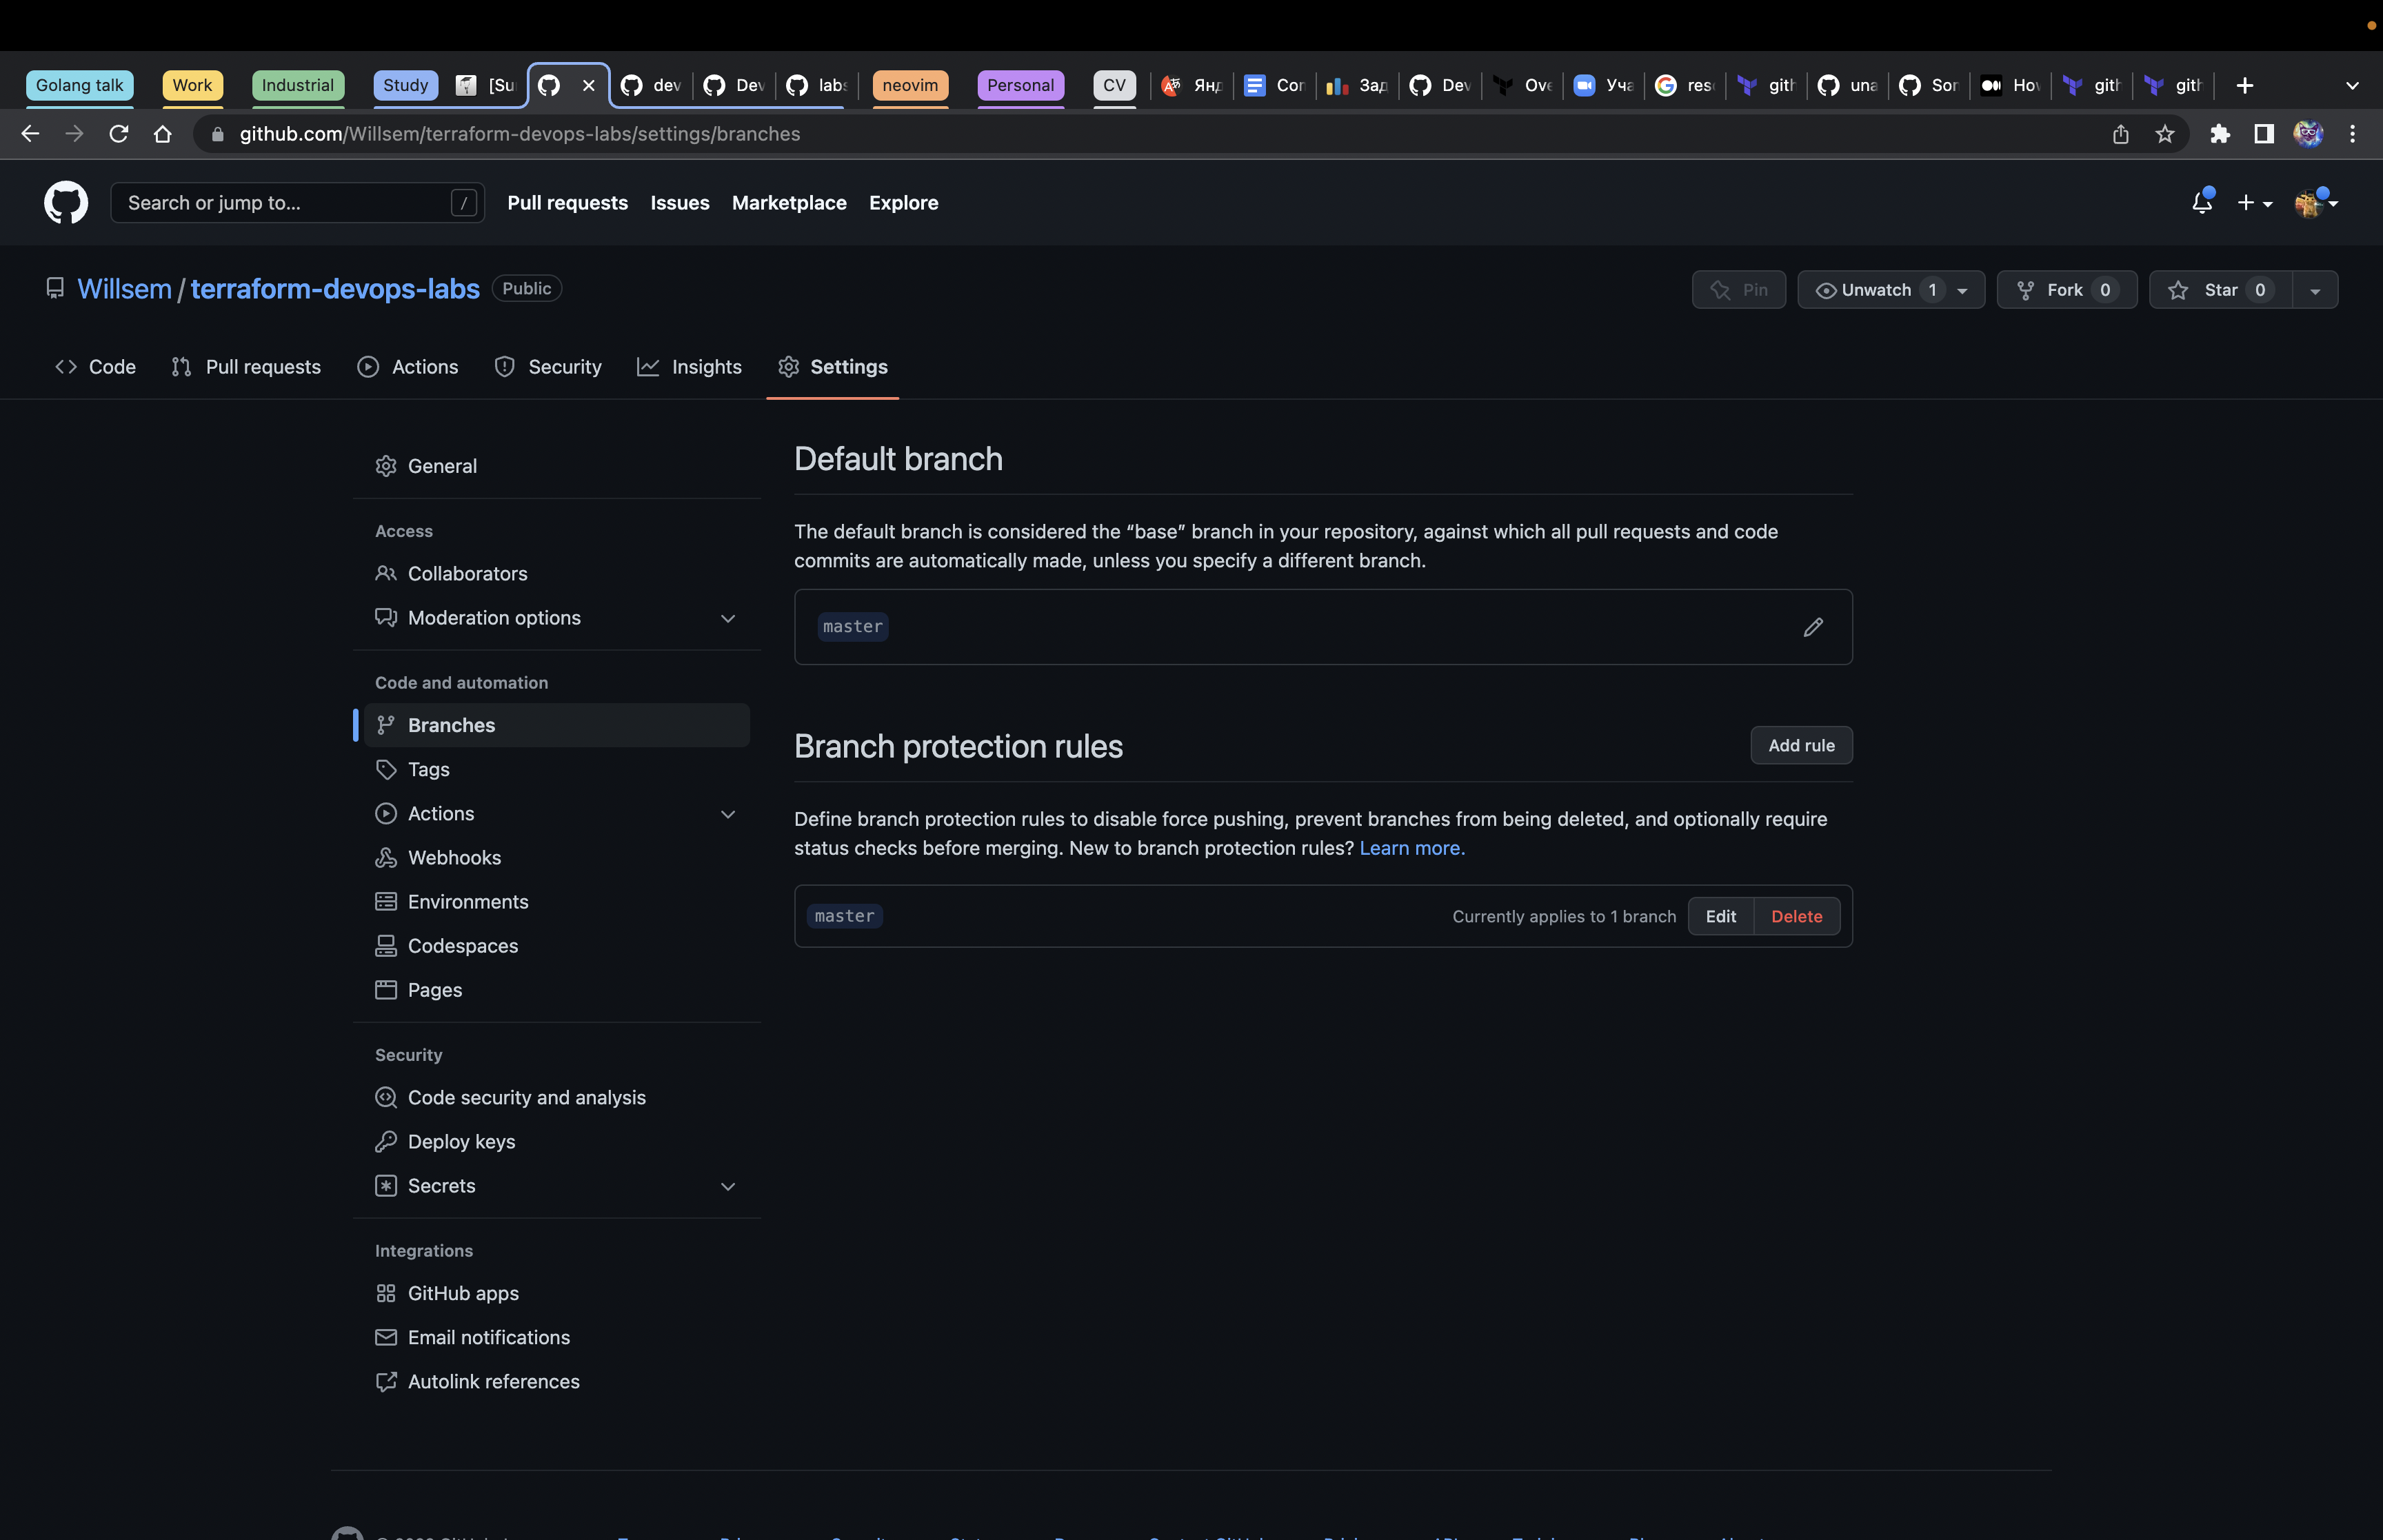 Golang talk Work Industrial Study [Su dev Dev labs neovim Personal CV Янд Con Зад Dev Ove Уча reso gith una Son How gith gith
github.com/Willsem/terraform-devops-labs/settings/branches
Search or jump to... / Pull requests Issues Marketplace Explore
Willsem / terraform-devops-labs Public Pin Unwatch 1 Fork 0 Star 0
Code Pull requests Actions Security Insights Settings
General
Access
Collaborators
Moderation options
Code and automation
Branches
Tags
Actions
Webhooks
Environments
Codespaces
Pages
Security
Code security and analysis
Deploy keys
Secrets
Integrations
GitHub apps
Email notifications
Autolink references
Default branch
The default branch is considered the “base” branch in your repository, against which all pull requests and code
commits are automatically made, unless you specify a different branch.
master
Branch protection rules Add rule
Define branch protection rules to disable force pushing, prevent branches from being deleted, and optionally require
status checks before merging. New to branch protection rules? Learn more.
master Currently applies to 1 branch Edit Delete